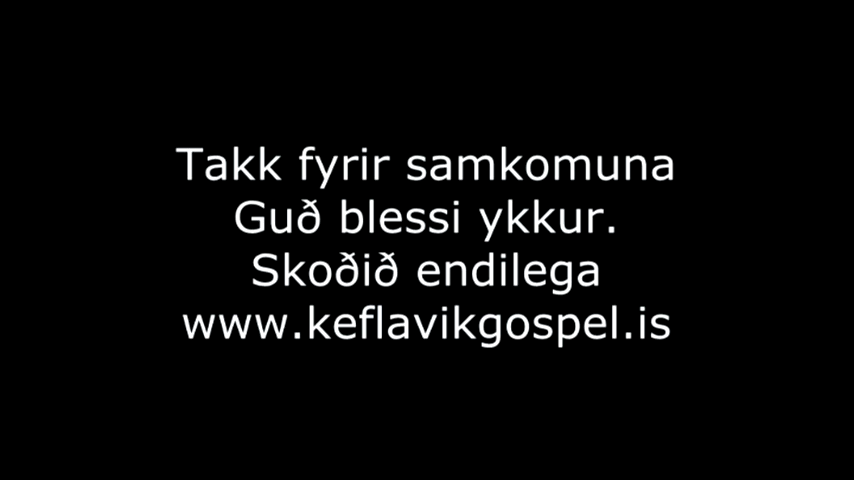 Takk fyrir samkomuna
Guð blessi ykkur.
Skoðið endilega
www.keflavikgospel.is